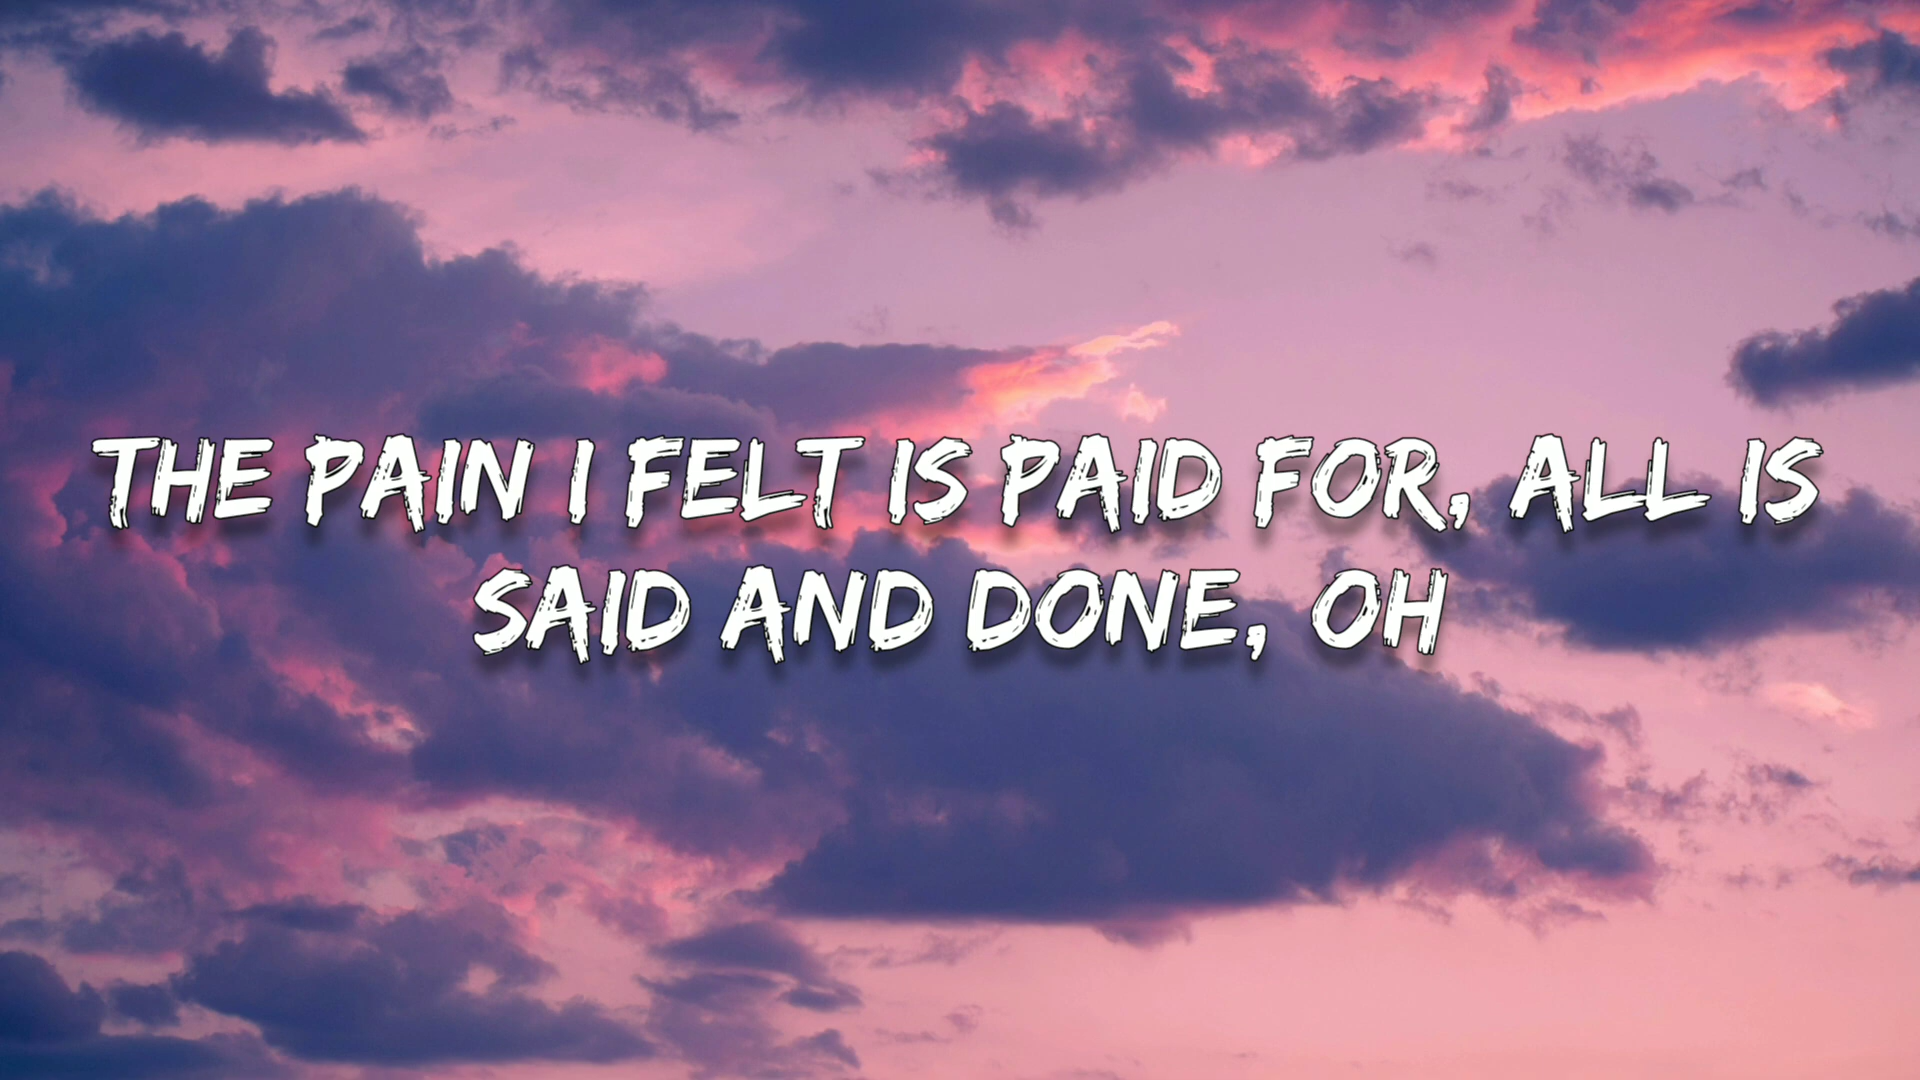 THE PAIN I FELT IS PAID FOR, ALL IS
SAID AND DONE, OH